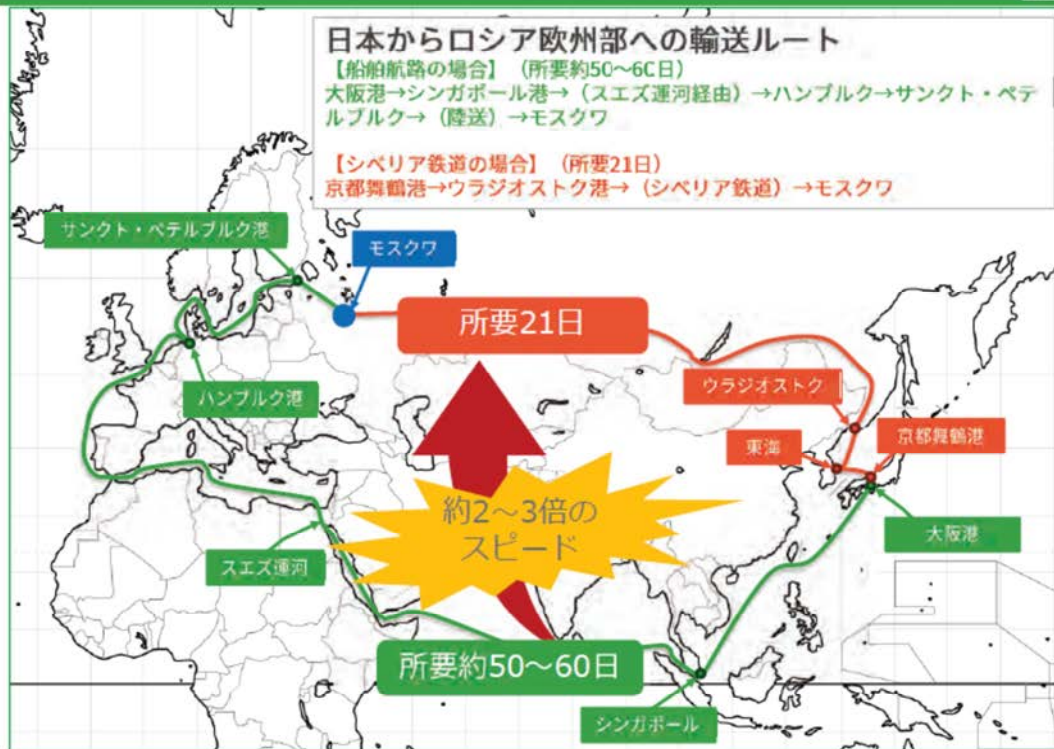 日本からロシア欧州部への輸送ルート
【船舶航路の場合】（所要約50～60日）
大阪港→シンガポール港→（スエズ運河経由）→ハンブルク→サンクト・ペテ
ルブルク→（陸送）→モスクワ
【シベリア鉄道の場合】（所要21日）
京都舞鶴港→ウラジオストク港→（シベリア鉄道）→モスクワ
サンクト・ペテルブルク港
モスクワ
所要21日
ウラジオストク
ハンブルク港
東海
京都舞鶴港
約2～3倍の
スピード
大阪港
スエズ運河
所要約50～60日
シンガポール